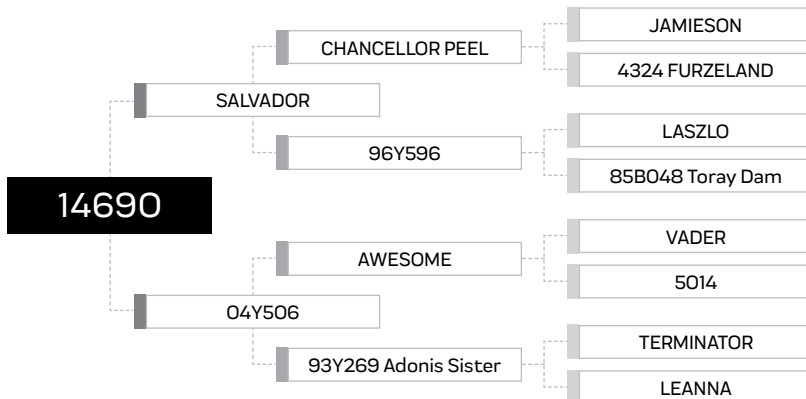 JAMIESON
CHANCELLOR PEEL
4324 FURZELAND
SALVADOR
LASZLO
96Y596
85B048 Toray Dam
14690
VADER
AWESOME
5014
04Y506
TERMINATOR
93Y269 Adonis Sister
LEANNA